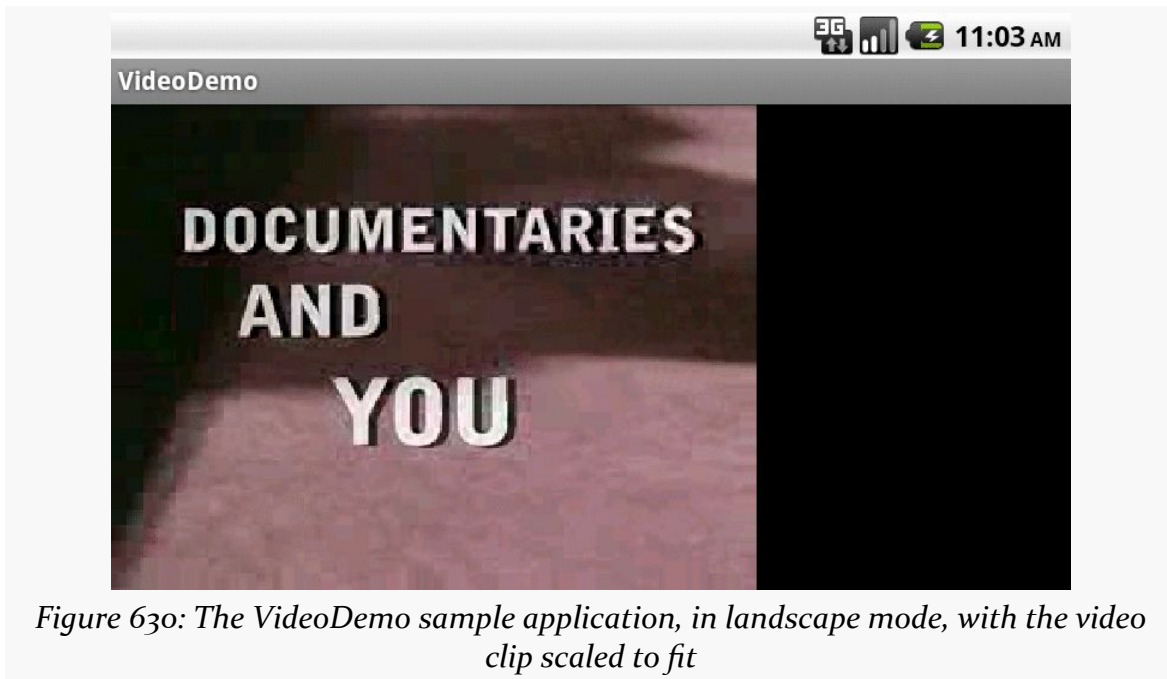 3G 11:03 AM
VideoDemo
DOCUMENTARIES
AND
YOU
Figure 630: The VideoDemo sample application, in landscape mode, with the video
clip scaled to fit